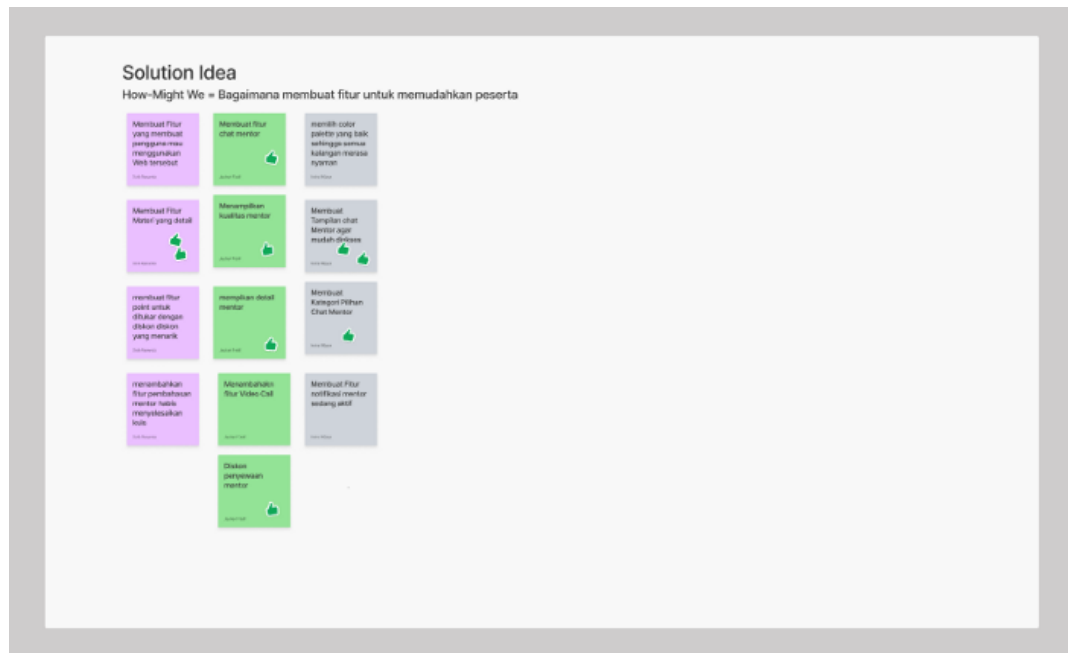 Solution Idea
How-Might We = Bagaimana membuat fitur untuk memudahkan peserta
Membuat Fitur
yang membuat
pengguna mau
menggunakan
Web tersebut
Membuat fitur
chat mentor
memilih color
palette yang baik
sehingga semua
kalangan merasa
nyaman
Membuat Fitur
Materi yang detail
Menampilkan
kualitas mentor
Membuat
Tampilan chat
Mentor agar
mudah diakses
membuat fitur
point untuk
ditukar dengan
diskon diskon
yang menarik
mempilkan detail
mentor
Membuat
Kategori Pilihan
Chat Mentor
menambahkan
fitur pembahasan
mentor habis
menyelesaikan
kuis
Menambahakn
fitur Video Call
Membuat Fitur
notifikasi mentor
sedang aktif
Diskon
penyewaan
mentor